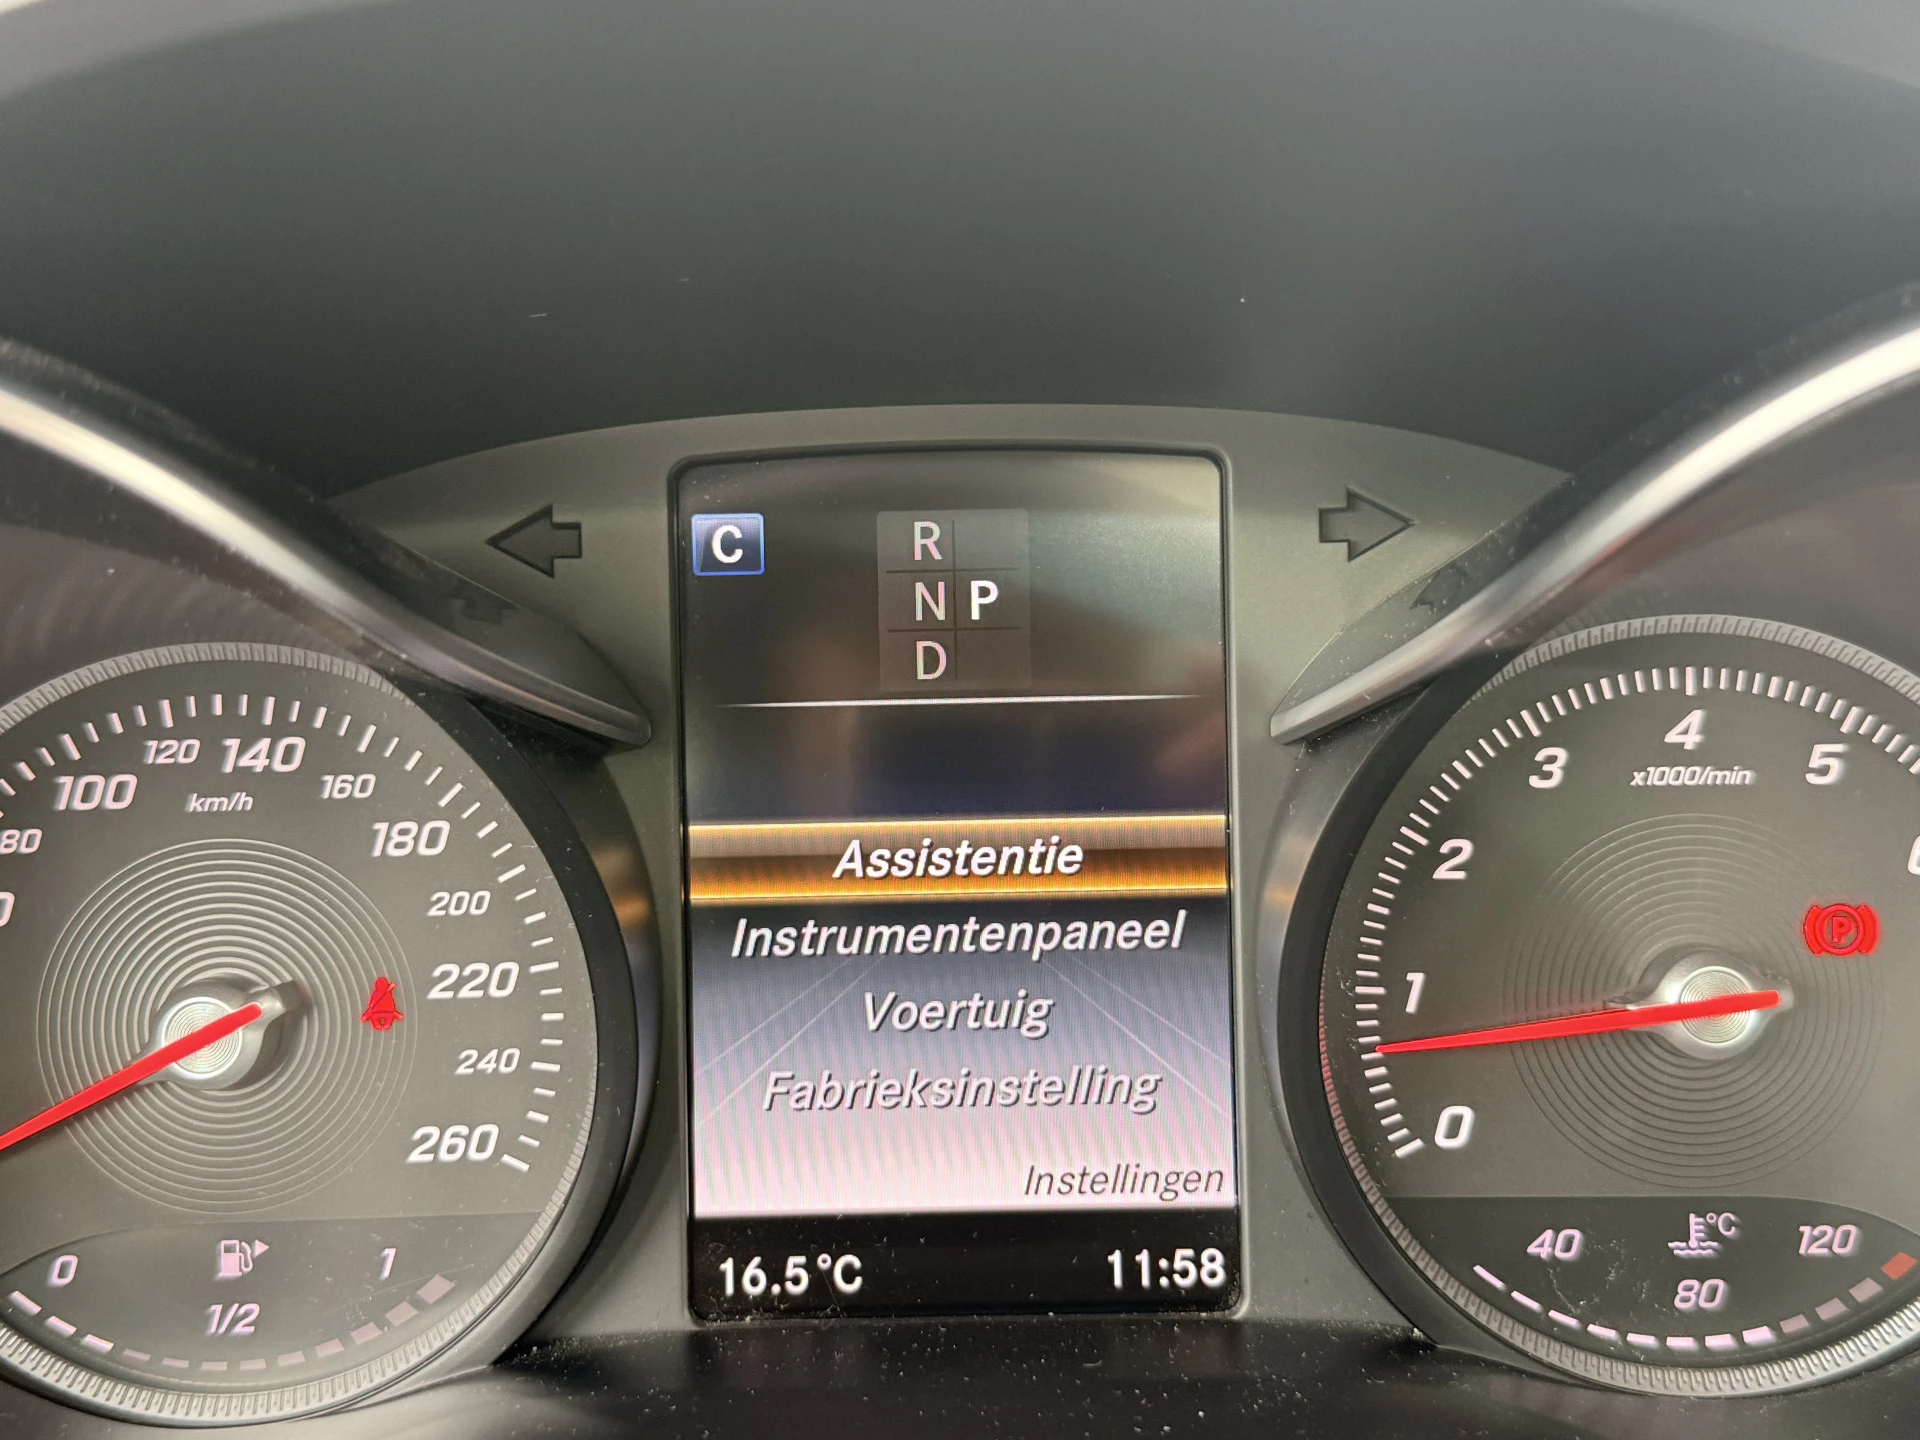 C
R
N P
D
Assistentie
Instrumentenpaneel
Voertuig
Fabrieksinstelling
Instellingen
16.5°C
11:58
80
100
120
140
160
180
200
220
240
260
km/h
0
1/2
1
0
1
2
3
4
5
x1000/min
P
40
80
120
°C